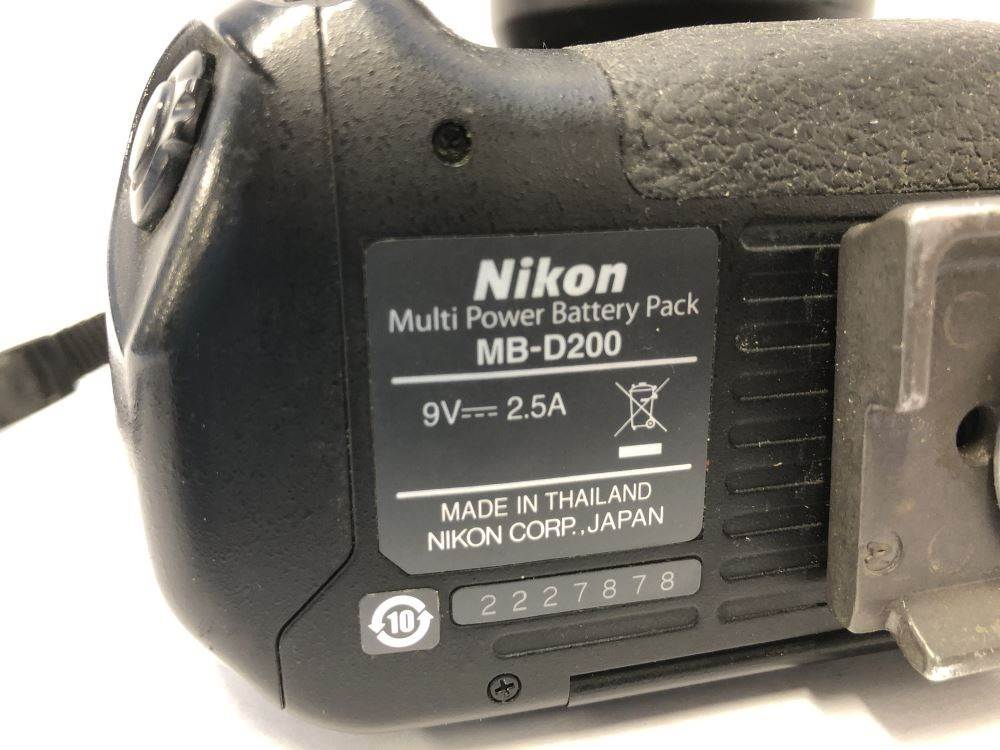 Nikon
Multi Power Battery Pack
MB-D200
9V⎓ 2.5A
MADE IN THAILAND
NIKON CORP., JAPAN
2227878
10